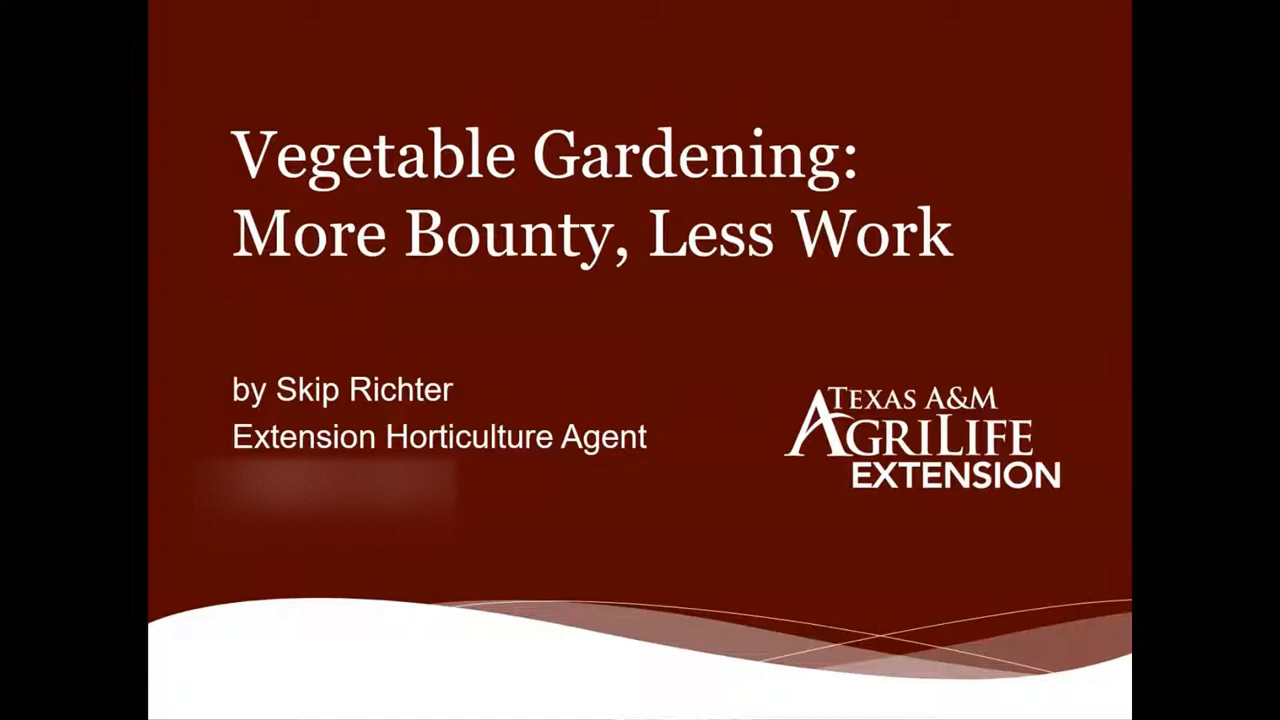 Vegetable Gardening:
More Bounty, Less Work
by Skip Richter
Extension Horticulture Agent
TEXAS A&M
AGRILIFE
EXTENSION